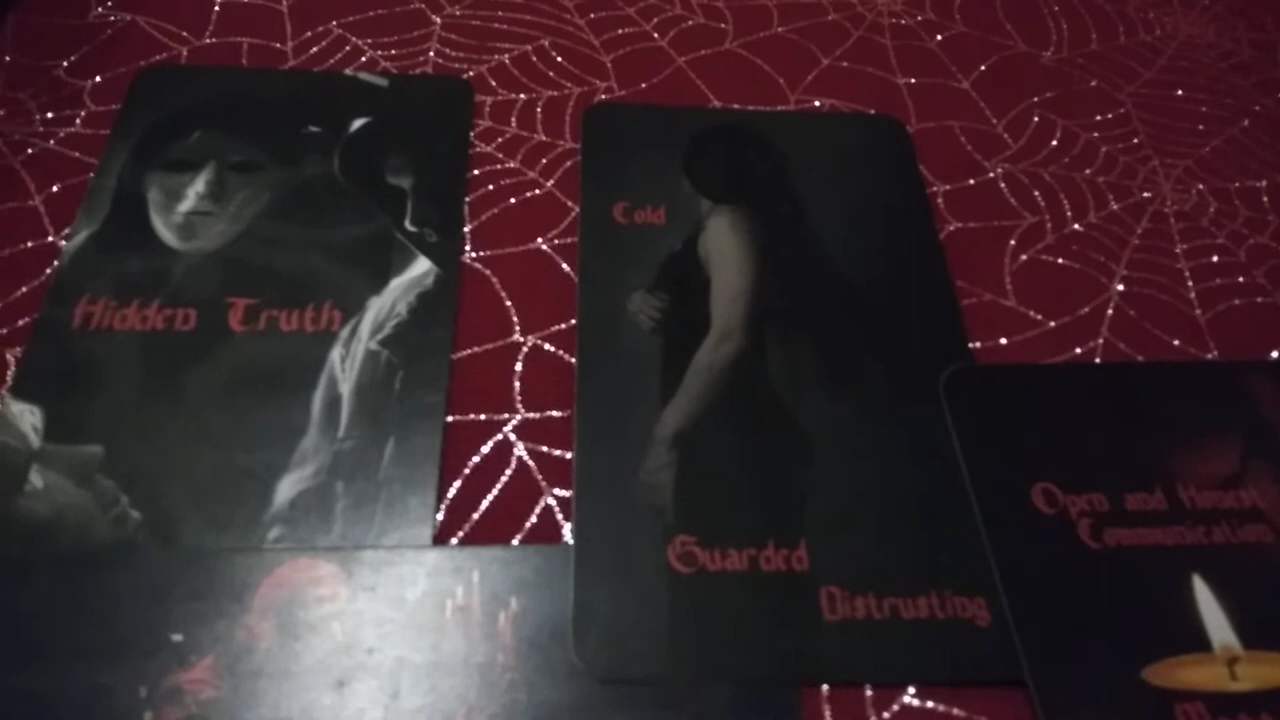 Hidden Truth
Cold
Guarded
Distrusting
Open and Honest
Communication